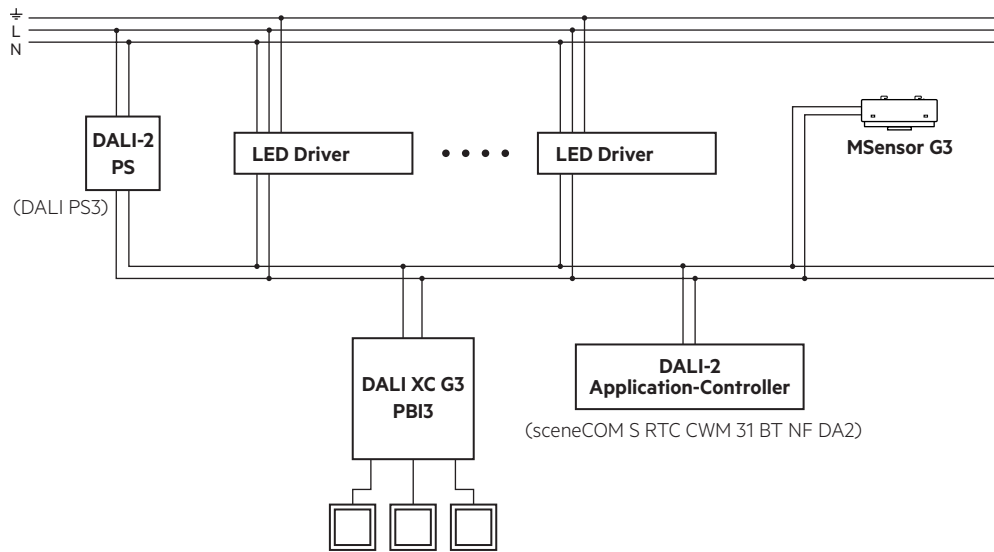 L
N
DALI-2
PS
(DALI PS3)
LED Driver
LED Driver
MSensor G3
DALI XC G3
PBI3
DALI-2
Application-Controller
(sceneCOM S RTC CWM 31 BT NF DA2)